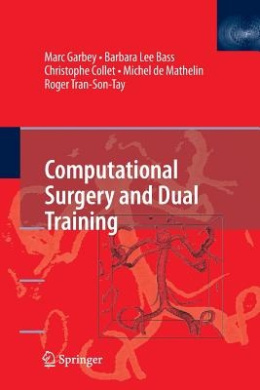 Marc Garbey • Barbara Lee Bass
Christophe Collet • Michel de Mathelin
Roger Tran-Son-Tay
Computational
Surgery and Dual
Training
Springer